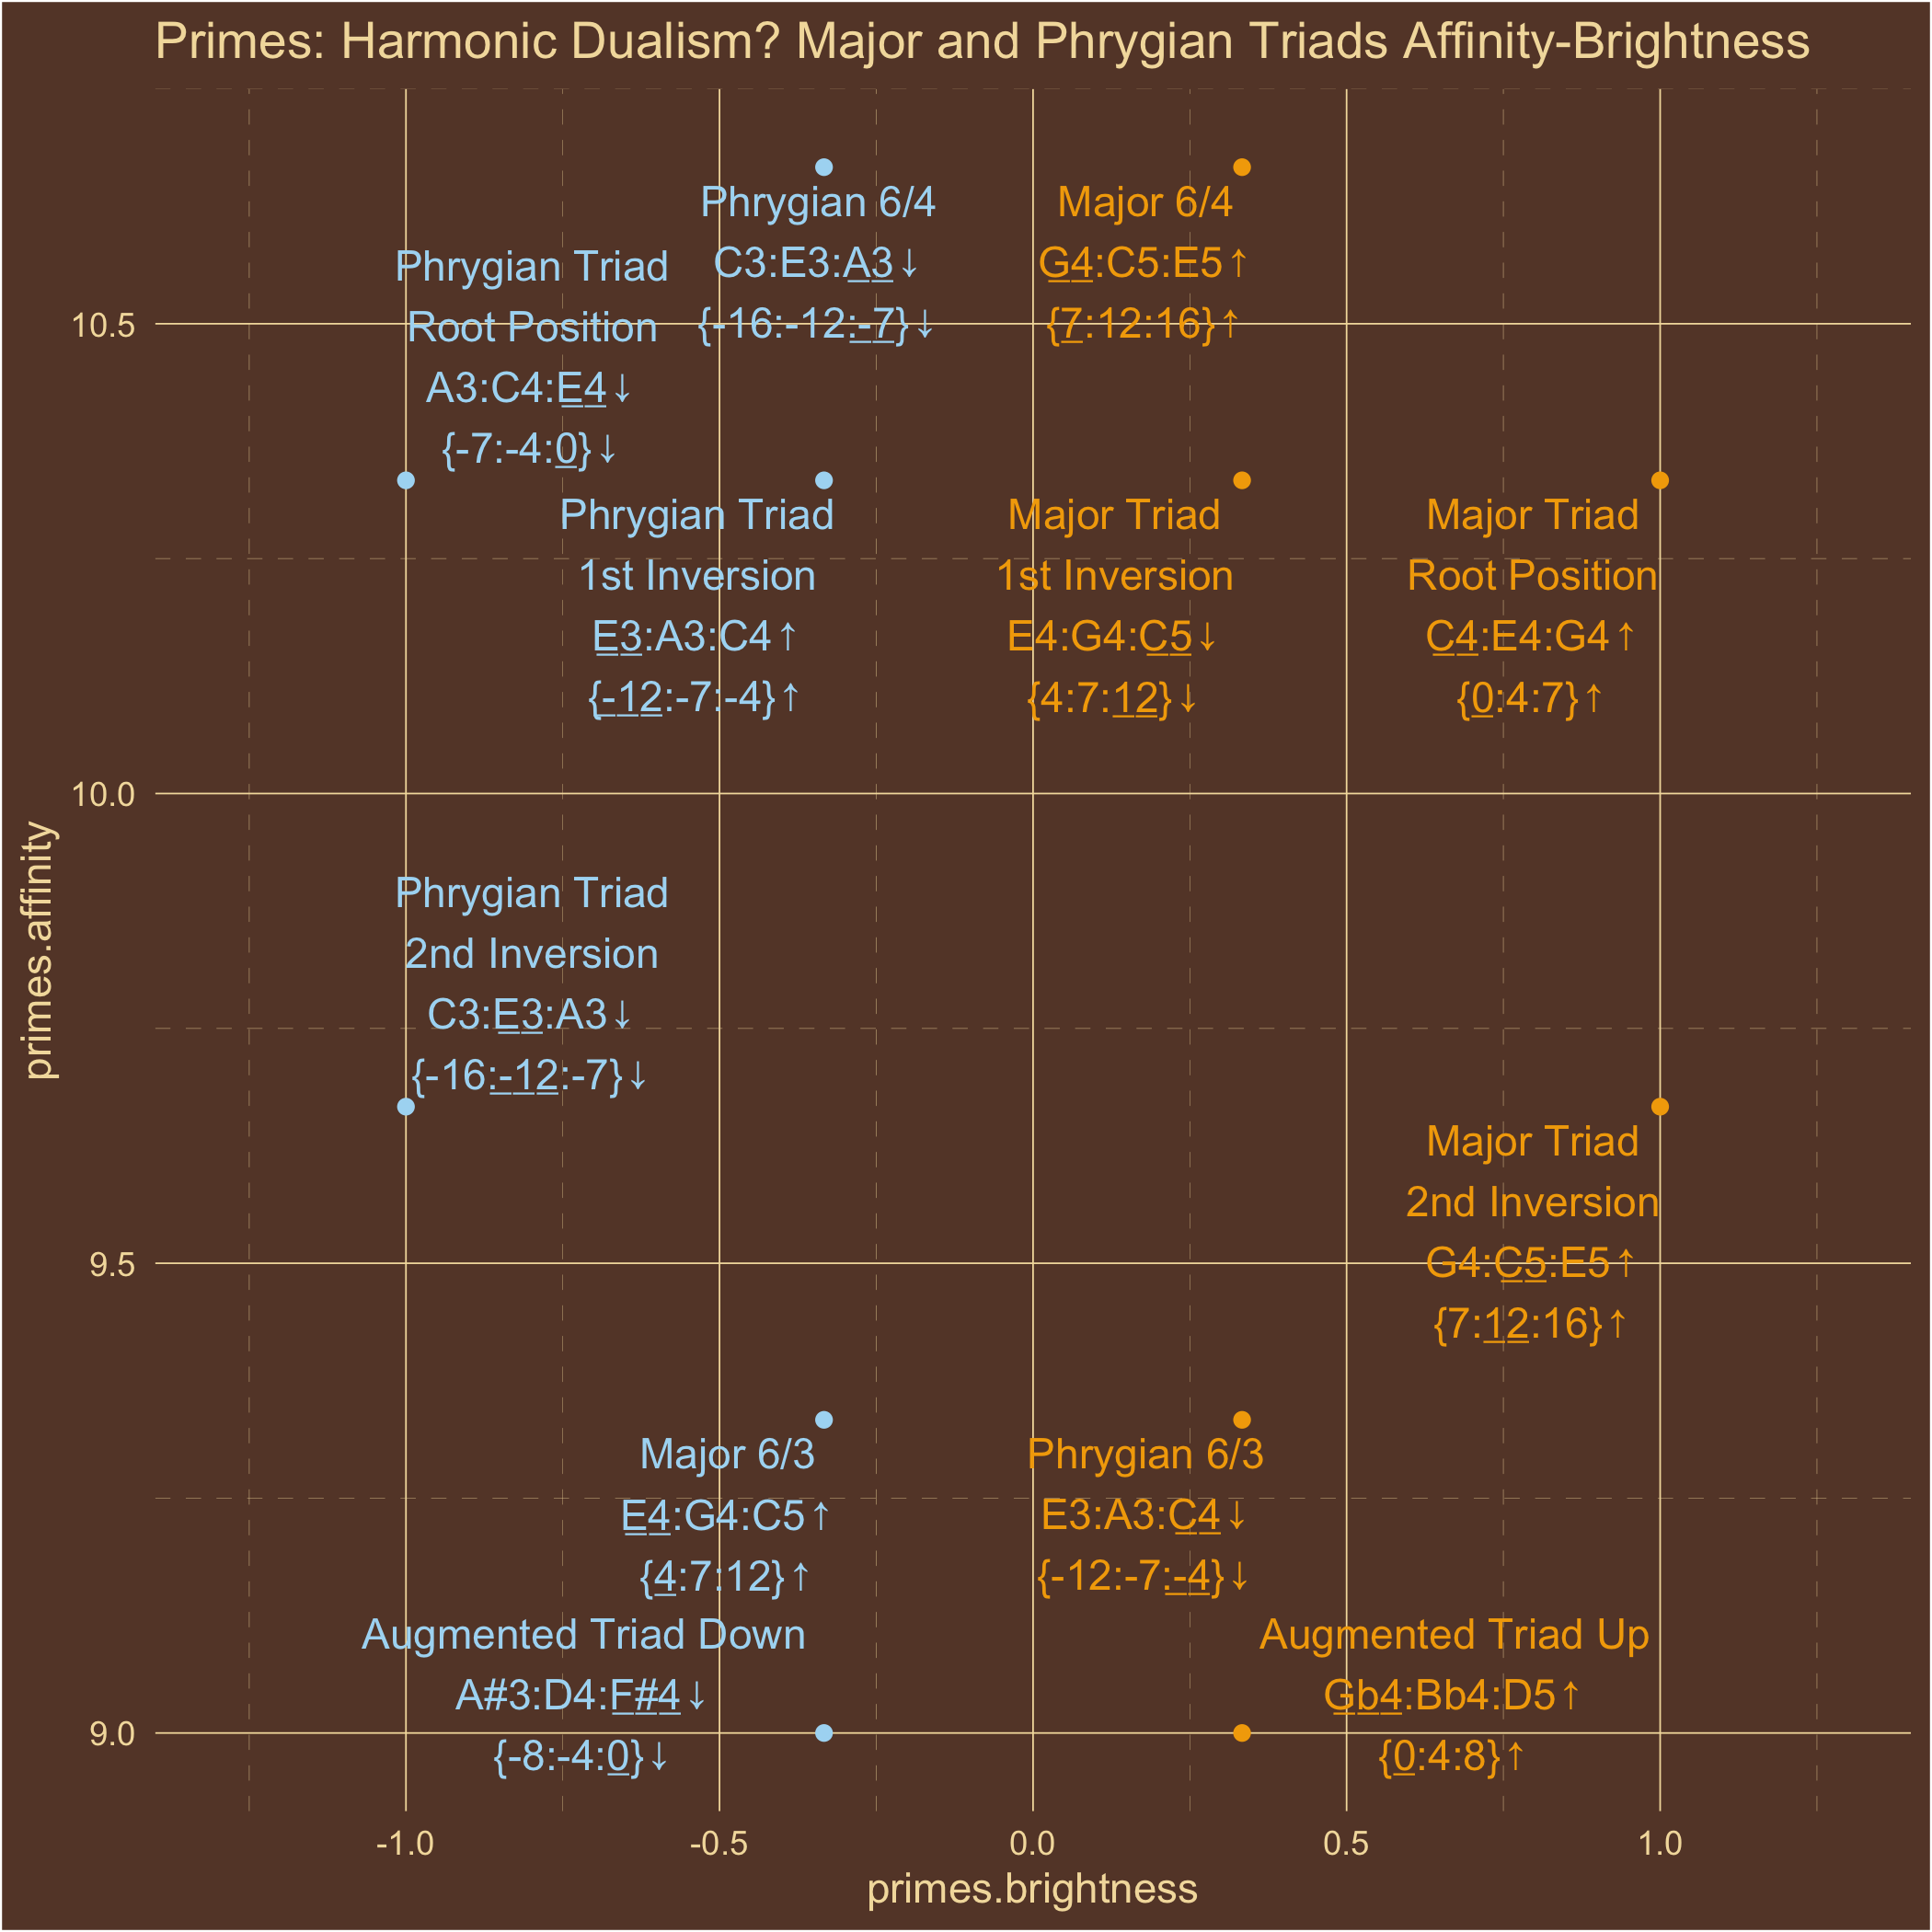 Primes: Harmonic Dualism? Major and Phrygian Triads Affinity-Brightness
Phrygian 6/4
C3:E3:A3↓
{-16:-12:-7}↓
Major 6/4
G4:C5:E5↑
{7:12:16}↑
Phrygian Triad
Root Position
A3:C4:E4↓
{-7:-4:0}↓
Phrygian Triad
1st Inversion
E3:A3:C4↑
{-12:-7:-4}↑
Major Triad
1st Inversion
E4:G4:C5↓
{4:7:12}↓
Major Triad
Root Position
C4:E4:G4↑
{0:4:7}↑
Phrygian Triad
2nd Inversion
C3:E3:A3↓
{-16:-12:-7}↓
Major Triad
2nd Inversion
G4:C5:E5↑
{7:12:16}↑
Major 6/3
E4:G4:C5↑
{4:7:12}↑
Phrygian 6/3
E3:A3:C4↓
{-12:-7:-4}↓
Augmented Triad Down
A#3:D4:F#4↓
{-8:-4:0}↓
Augmented Triad Up
Gb4:Bb4:D5↑
{0:4:8}↑
10.5
10.0
9.5
9.0
primes.affinity
-1.0
-0.5
0.0
0.5
1.0
primes.brightness